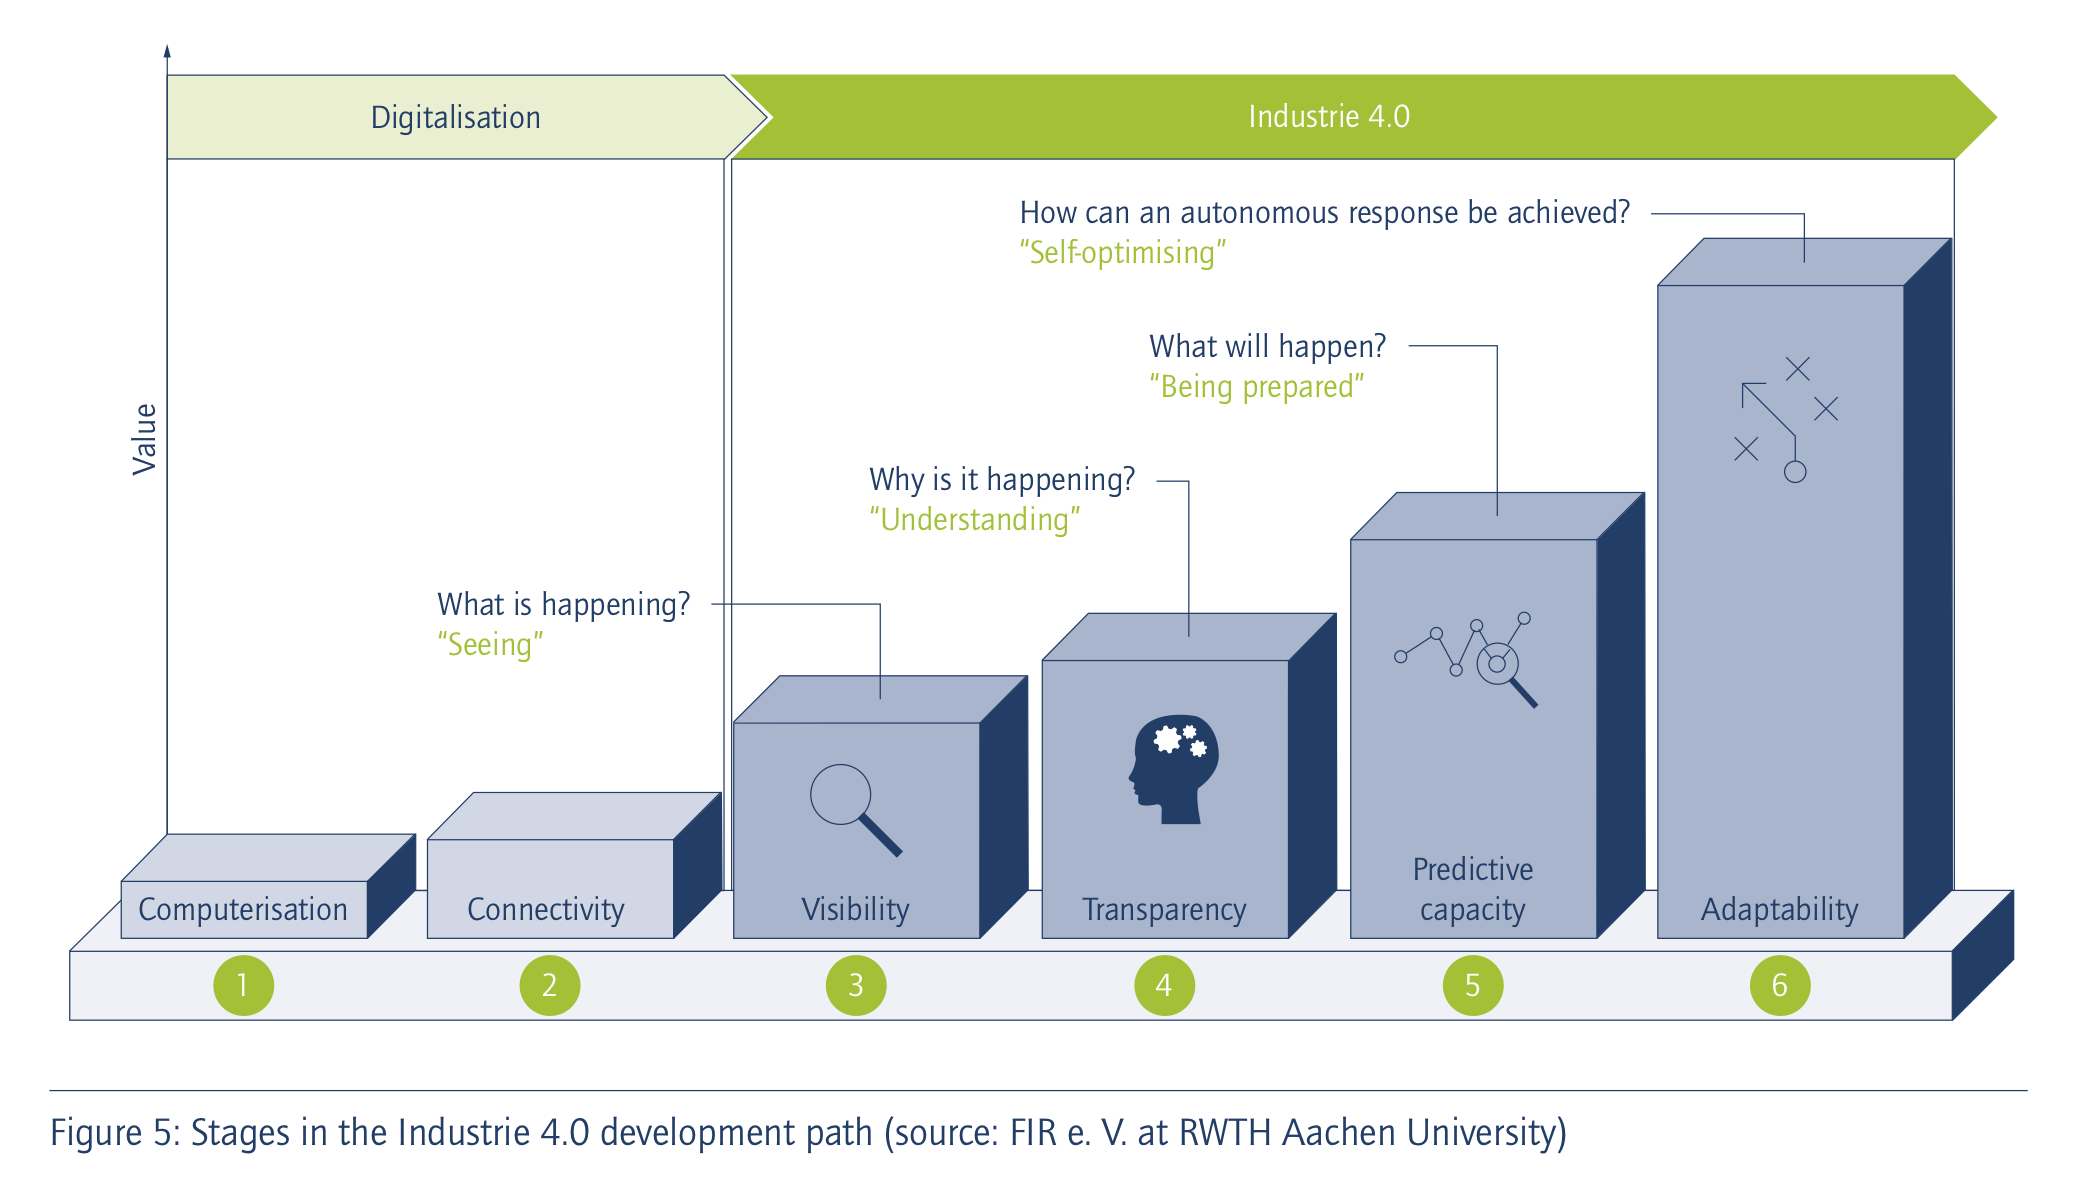 Digitalisation
Industrie 4.0
How can an autonomous response be achieved?
“Self-optimising”
What will happen?
“Being prepared”
Value
Why is it happening?
“Understanding”
What is happening?
“Seeing”
Computerisation
Connectivity
Visibility
Transparency
Predictive
capacity
Adaptability
1
2
3
4
5
6
Figure 5: Stages in the Industrie 4.0 development path (source: FIR e. V. at RWTH Aachen University)